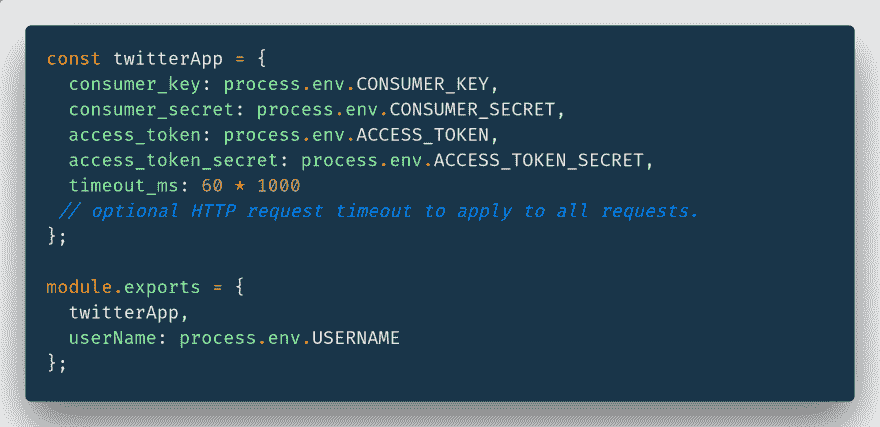 const twitterApp = {
  consumer_key: process.env.CONSUMER_KEY,
  consumer_secret: process.env.CONSUMER_SECRET,
  access_token: process.env.ACCESS_TOKEN,
  access_token_secret: process.env.ACCESS_TOKEN_SECRET,
  timeout_ms: 60 * 1000
 // optional HTTP request timeout to apply to all requests.
};

module.exports = {
  twitterApp,
  userName: process.env.USERNAME
};